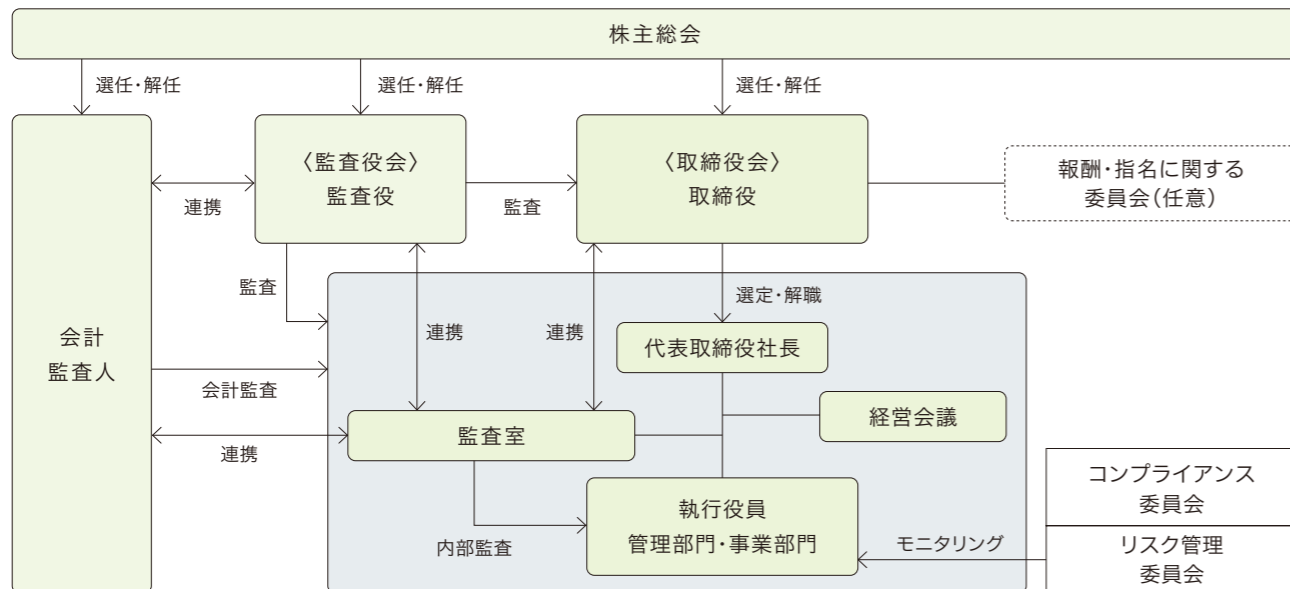 株主総会
選任・解任
選任・解任
選任・解任
〈監査役会〉
監査役
〈取締役会〉
取締役
報酬・指名に関する
委員会（任意）
連携
監査
監査
選定・解職
会計
監査人
連携
連携
代表取締役社長
会計監査
経営会議
監査室
連携
コンプライアンス
委員会
執行役員
管理部門・事業部門
内部監査
モニタリング
リスク管理
委員会